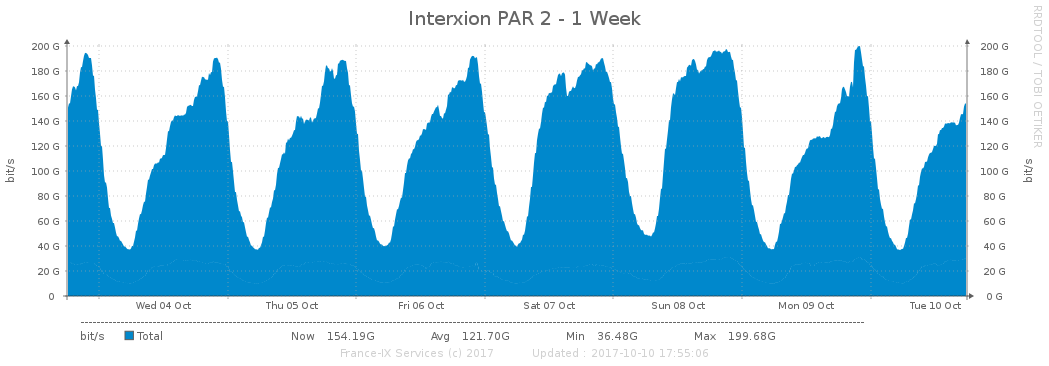 Interxion PAR 2 - 1 Week
RRDTOOL / TOBI OETIKER
200 G 200 G
180 G 180 G
160 G 160 G
140 G 140 G
120 G 120 G
100 G 100 G
80 G 80 G
60 G 60 G
40 G 40 G
20 G 20 G
0 0 G
bit/s bit/s
Wed 04 Oct Thu 05 Oct Fri 06 Oct Sat 07 Oct Sun 08 Oct Mon 09 Oct Tue 10 Oct
bit/s Total Now 154.19G Avg 121.70G Min 36.48G Max 199.68G
France-IX Services (c) 2017 Updated : 2017-10-10 17:55:06